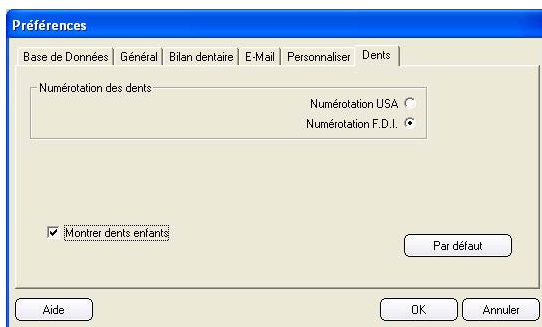 Préférences
Base de Données Général Bilan dentaire E-Mail Personnaliser Dents
Numérotation des dents
Numérotation USA
Numérotation F.D.I.
Montrer dents enfants
Par défaut
Aide OK Annuler